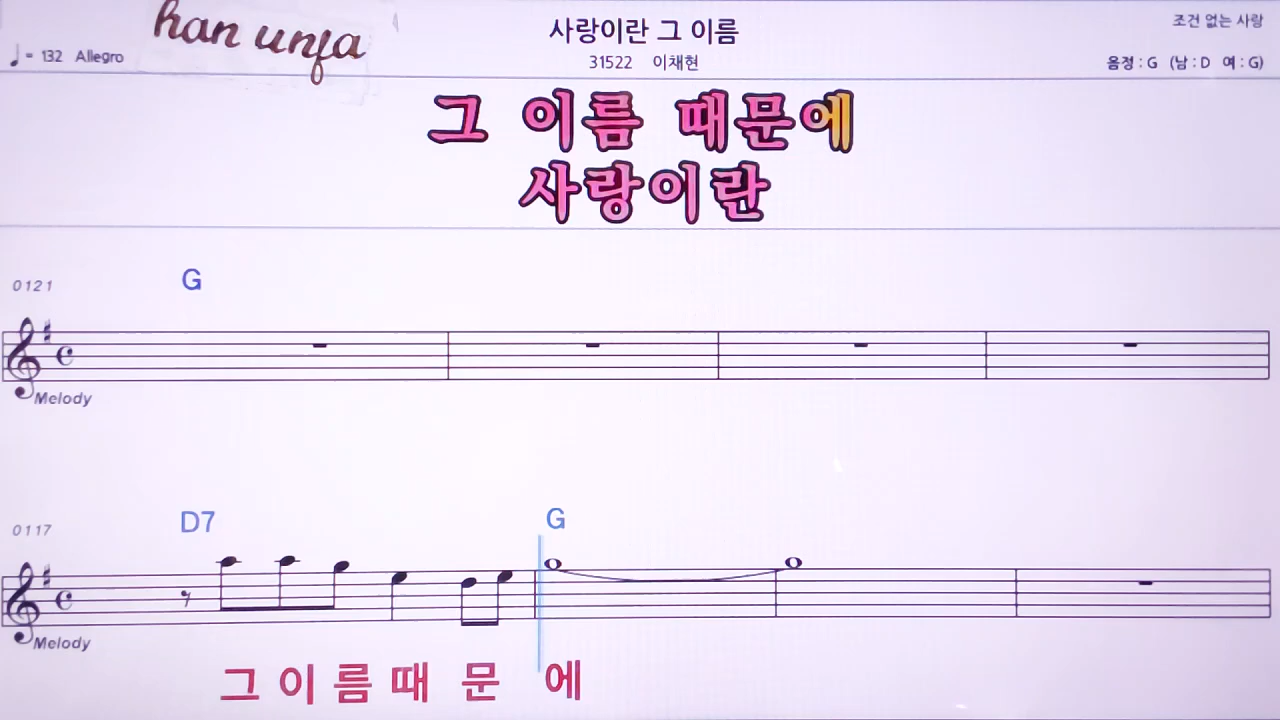 han unja
사랑이란 그 이름
조건 없는 사랑
♩= 132 Allegro
31522 이채현
음정 : G (남 : D 여 : G)
그 이름 때문에
사랑이란
0121
G
Melody
0117
D7 G
Melody
그 이 름 때 문 에